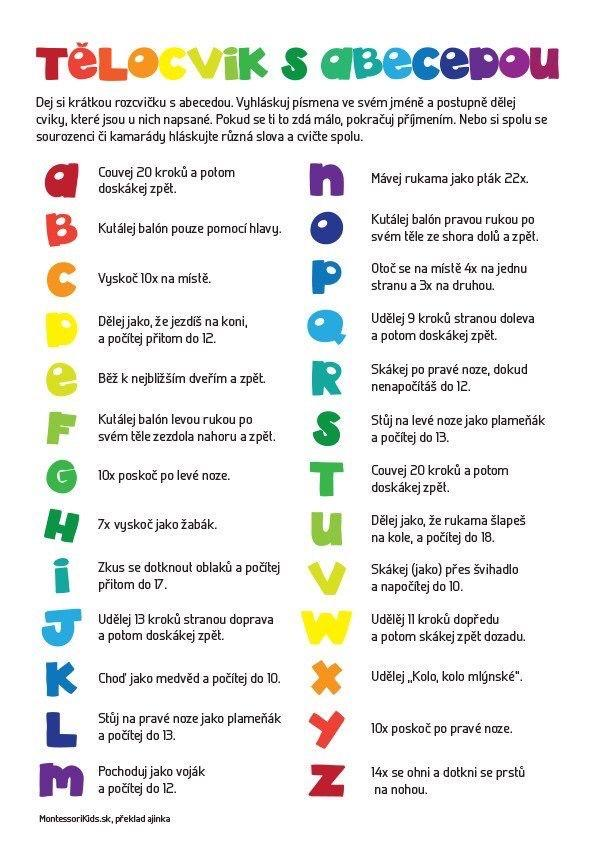 Tělocvik s abecedou
Dej si krátkou rozcvičku s abecedou. Vyhláskuj písmena ve svém jméně a postupně dělej
cviky, které jsou u nich napsané. Pokud se ti to zdá málo, pokračuj příjmením. Nebo si spolu se
sourozenci či kamarády hláskujte různá slova a cvičte spolu.
a
Couvej 20 kroků a potom
doskákej zpět.
B
Kutálej balón pouze pomocí hlavy.
C
Vyskoč 10x na místě.
D
Dělej jako, že jezdíš na koni,
a počítej přitom do 12.
e
Běž k nejbližším dveřím a zpět.
F
Kutálej balón levou rukou po
svém těle zezdola nahoru a zpět.
G
10x poskoč po levé noze.
H
7x vyskoč jako žabák.
i
Zkus se dotknout oblaků a počítej
přitom do 17.
J
Udělej 13 kroků stranou doprava
a potom doskákej zpět.
K
Choď jako medvěd a počítej do 10.
L
Stůj na pravé noze jako plameňák
a počítej do 13.
m
Pochoduj jako voják
a počítej do 12.
n
Mávej rukama jako pták 22x.
O
Kutálej balón pravou rukou po
svém těle ze shora dolů a zpět.
P
Otoč se na místě 4x na jednu
stranu a 3x na druhou.
Q
Udělej 9 kroků stranou doleva
a potom doskákej zpět.
R
Skákej po pravé noze, dokud
nenapočítáš do 12.
S
Stůj na levé noze jako plameňák
a počítej do 13.
T
Couvej 20 kroků a potom
doskákej zpět.
u
Dělej jako, že rukama šlapeš
na kole, a počítej do 18.
V
Skákej (jako) přes švihadlo
a napočítej do 10.
W
Uděléj 11 kroků dopředu
a potom skákej zpět dozadu.
X
Udělej „Kolo, kolo mlýnské“.
Y
10x poskoč po pravé noze.
Z
14x se ohni a dotkni se prstů
na nohou.
MontessoriKids.sk, překlad ajinka